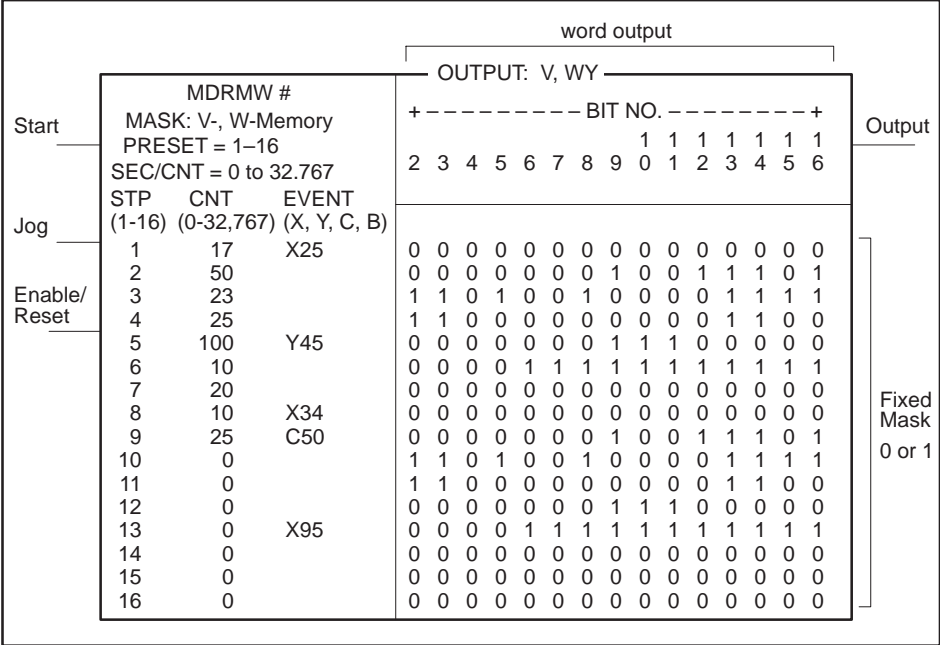 word output
OUTPUT: V, WY
MDRMW #
MASK: V-, W-Memory
PRESET = 1–16
SEC/CNT = 0 to 32.767
+ – – – – – – – – – BIT NO. – – – – – – – – +
1 1 1 1 1 1 1
2 3 4 5 6 7 8 9 0 1 2 3 4 5 6
Start
Output
STP CNT EVENT
(1-16) (0-32,767) (X, Y, C, B)
Jog
1 17 X25 0 0 0 0 0 0 0 0 0 0 0 0 0 0 0
2 50 0 0 0 0 0 0 0 1 0 0 1 1 1 0 1
Enable/
Reset
3 23 1 1 0 1 0 0 1 0 0 0 0 1 1 1 1
4 25 1 1 0 0 0 0 0 0 0 0 0 1 1 0 0
5 100 Y45 0 0 0 0 0 0 0 1 1 1 0 0 0 0 0
6 10 0 0 0 0 1 1 1 1 1 1 1 1 1 1 1
7 20 0 0 0 0 0 0 0 0 0 0 0 0 0 0 0
8 10 X34 0 0 0 0 0 0 0 0 0 0 0 0 0 0 0
9 25 C50 0 0 0 0 0 0 0 1 0 0 1 1 1 0 1
10 0 1 1 0 1 0 0 1 0 0 0 0 1 1 1 1
11 0 1 1 0 0 0 0 0 0 0 0 0 1 1 0 0
12 0 0 0 0 0 0 0 0 1 1 1 0 0 0 0 0
13 0 X95 0 0 0 0 1 1 1 1 1 1 1 1 1 1 1
14 0 0 0 0 0 0 0 0 0 0 0 0 0 0 0 0
15 0 0 0 0 0 0 0 0 0 0 0 0 0 0 0 0
16 0 0 0 0 0 0 0 0 0 0 0 0 0 0 0 0
Fixed
Mask
0 or 1